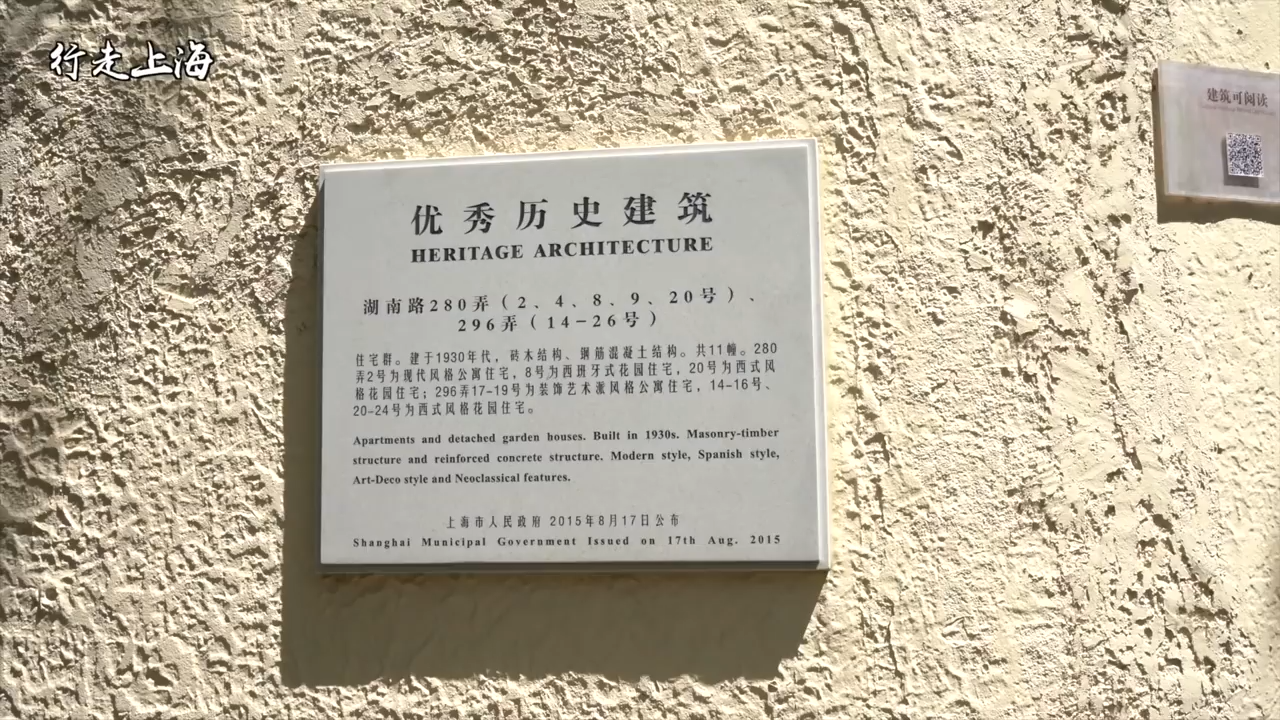 行走上海
建筑可阅读
优秀历史建筑
HERITAGE ARCHITECTURE
湖南路280弄（2、4、8、9、20号）、
296弄（14-26号）
住宅群。建于1930年代，砖木结构、钢筋混凝土结构。共11幢。280
弄2号为现代风格公寓住宅，8号为西班牙式花园住宅，20号为西式风
格花园住宅；296弄17-19号为装饰艺术派风格公寓住宅，14-16号、
20-24号为西式风格花园住宅。
Apartments and detached garden houses. Built in 1930s. Masonry-timber
structure and reinforced concrete structure. Modern style, Spanish style,
Art-Deco style and Neoclassical features.
上海市人民政府 2015年8月17日公布
Shanghai Municipal Government Issued on 17th Aug. 2015